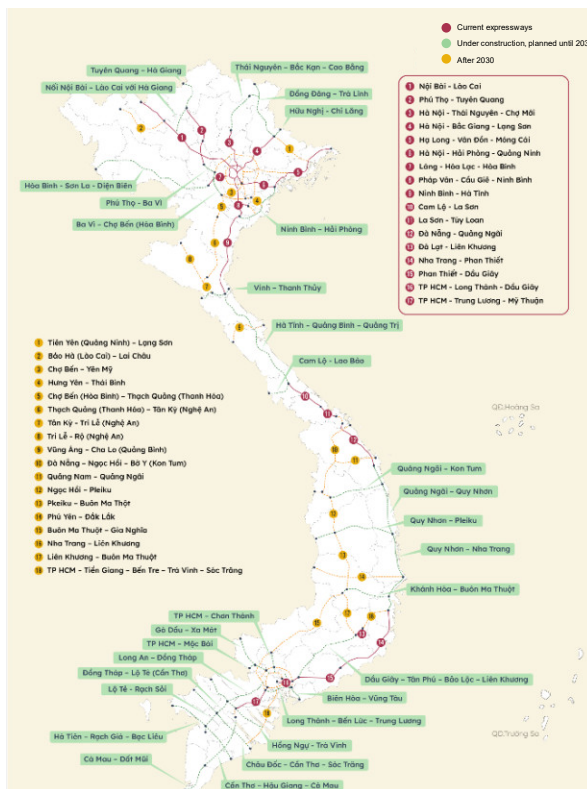 Current expressways
Under construction, planned until 203
After 2030
1 Nội Bài - Lào Cai
2 Phú Thọ - Tuyên Quang
3 Hà Nội - Thái Nguyên - Chợ Mới
4 Hà Nội - Bắc Giang - Lạng Sơn
5 Hạ Long - Vân Đồn - Móng Cái
6 Hà Nội - Hải Phòng - Quảng Ninh
7 Láng - Hòa Lạc - Hòa Bình
8 Pháp Vân - Cầu Giẽ - Ninh Bình
9 Ninh Bình - Hà Tĩnh
10 Cam Lộ - La Sơn
11 La Sơn - Túy Loan
12 Đà Nẵng - Quảng Ngãi
13 Đà Lạt - Liên Khương
14 Nha Trang - Phan Thiết
15 Phan Thiết - Dầu Giây
16 TP HCM - Long Thành - Dầu Giây
17 TP HCM - Trung Lương - Mỹ Thuận
Tuyên Quang - Hà Giang
Thái Nguyên - Bắc Kạn - Cao Bằng
Nối Nội Bài - Lào Cai với Hà Giang
Đồng Đăng - Trà Lĩnh
Hữu Nghị - Chi Lăng
Hòa Bình - Sơn La - Điện Biên
Phú Thọ - Ba Vì
Ba Vì - Chợ Bến (Hòa Bình)
Ninh Bình - Hải Phòng
Vinh - Thanh Thủy
Hà Tĩnh - Quảng Bình - Quảng Trị
Cam Lộ - Lao Bảo
QĐ.Hoàng Sa
1 Tiên Yên (Quảng Ninh) - Lạng Sơn
2 Bảo Hà (Lào Cai) - Lai Châu
3 Chợ Bến - Yên Mỹ
4 Hưng Yên - Thái Bình
5 Chợ Bến (Hòa Bình) - Thạch Quảng (Thanh Hóa)
6 Thạch Quảng (Thanh Hóa) - Tân Kỳ (Nghệ An)
7 Tân Kỳ - Tri Lễ (Nghệ An)
8 Tri Lễ - Rộ (Nghệ An)
9 Vũng Áng - Cha Lo (Quảng Bình)
10 Đà Nẵng - Ngọc Hồi - Bờ Y (Kon Tum)
11 Quảng Nam - Quảng Ngãi
12 Ngọc Hồi - Pleiku
13 Pkeiku - Buôn Ma Thột
14 Phú Yên - Đắk Lắk
15 Buôn Ma Thuột - Gia Nghĩa
16 Nha Trang - Liên Khương
17 Liên Khương - Buôn Ma Thuột
18 TP HCM - Tiền Giang - Bến Tre - Trà Vinh - Sóc Trăng
Quảng Ngãi - Kon Tum
Quảng Ngãi - Quy Nhơn
Quy Nhơn - Pleiku
Quy Nhơn - Nha Trang
Khánh Hòa - Buôn Ma Thuột
TP HCM - Chơn Thành
Gò Dầu - Xa Mát
TP HCM - Mộc Bài
Long An - Đồng Tháp
Đồng Tháp - Lộ Tẻ (Cần Thơ)
Lộ Tẻ - Rạch Sỏi
Dầu Giây - Tân Phú - Bảo Lộc - Liên Khương
Biên Hòa - Vũng Tàu
Long Thành - Bến Lức - Trung Lương
QĐ.Trường Sa
Hà Tiên - Rạch Giá - Bạc Liêu
Hồng Ngự - Trà Vinh
Cà Mau - Đất Mũi
Châu Đốc - Cần Thơ - Sóc Trăng
Cần Thơ - Hậu Giang - Cà Mau